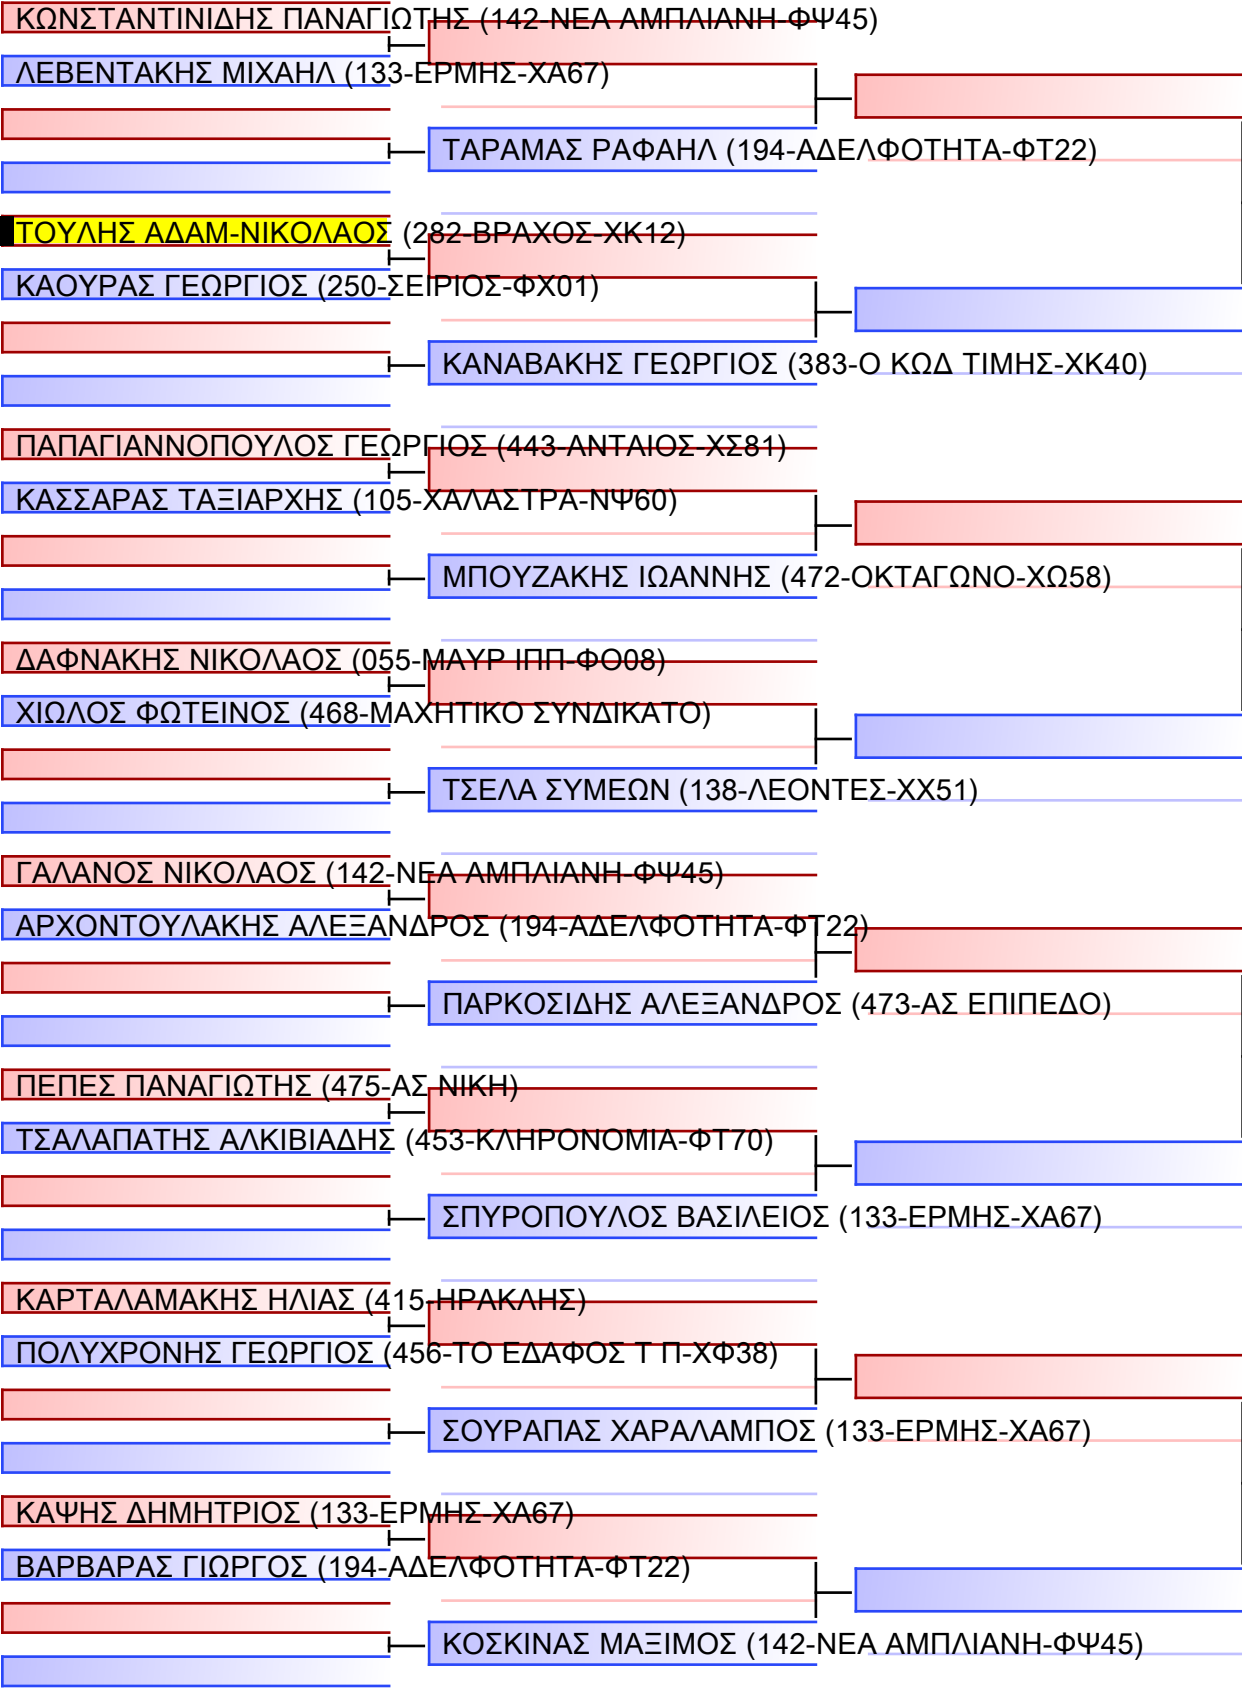 ΚΩΝΣΤΑΝΤΙΝΙΔΗΣ ΠΑΝΑΓΙΩΤΗΣ (142-ΝΕΑ ΑΜΠΛΙΑΝΗ-ΦΨ45)
ΛΕΒΕΝΤΑΚΗΣ ΜΙΧΑΗΛ (133-ΕΡΜΗΣ-ΧΑ67)
ΤΑΡΑΜΑΣ ΡΑΦΑΗΛ (194-ΑΔΕΛΦΟΤΗΤΑ-ΦΤ22)
ΤΟΥΛΗΣ ΑΔΑΜ-ΝΙΚΟΛΑΟΣ (282-ΒΡΑΧΟΣ-ΧΚ12)
ΚΑΟΥΡΑΣ ΓΕΩΡΓΙΟΣ (250-ΣΕΙΡΙΟΣ-ΦΧ01)
ΚΑΝΑΒΑΚΗΣ ΓΕΩΡΓΙΟΣ (383-Ο ΚΩΔ ΤΙΜΗΣ-ΧΚ40)
ΠΑΠΑΓΙΑΝΝΟΠΟΥΛΟΣ ΓΕΩΡΓΙΟΣ (443-ΑΝΤΑΙΟΣ-ΧΣ81)
ΚΑΣΣΑΡΑΣ ΤΑΞΙΑΡΧΗΣ (105-ΧΑΛΑΣΤΡΑ-ΝΨ60)
ΜΠΟΥΖΑΚΗΣ ΙΩΑΝΝΗΣ (472-ΟΚΤΑΓΩΝΟ-ΧΩ58)
ΔΑΦΝΑΚΗΣ ΝΙΚΟΛΑΟΣ (055-ΜΑΥΡ ΙΠΠ-ΦΟ08)
ΧΙΩΛΟΣ ΦΩΤΕΙΝΟΣ (468-ΜΑΧΗΤΙΚΟ ΣΥΝΔΙΚΑΤΟ)
ΤΣΕΛΑ ΣΥΜΕΩΝ (138-ΛΕΟΝΤΕΣ-ΧΧ51)
ΓΑΛΑΝΟΣ ΝΙΚΟΛΑΟΣ (142-ΝΕΑ ΑΜΠΛΙΑΝΗ-ΦΨ45)
ΑΡΧΟΝΤΟΥΛΑΚΗΣ ΑΛΕΞΑΝΔΡΟΣ (194-ΑΔΕΛΦΟΤΗΤΑ-ΦΤ22)
ΠΑΡΚΟΣΙΔΗΣ ΑΛΕΞΑΝΔΡΟΣ (473-ΑΣ ΕΠΙΠΕΔΟ)
ΠΕΠΕΣ ΠΑΝΑΓΙΩΤΗΣ (475-ΑΣ ΝΙΚΗ)
ΤΣΑΛΑΠΑΤΗΣ ΑΛΚΙΒΙΑΔΗΣ (453-ΚΛΗΡΟΝΟΜΙΑ-ΦΤ70)
ΣΠΥΡΟΠΟΥΛΟΣ ΒΑΣΙΛΕΙΟΣ (133-ΕΡΜΗΣ-ΧΑ67)
ΚΑΡΤΑΛΑΜΑΚΗΣ ΗΛΙΑΣ (415-ΗΡΑΚΛΗΣ)
ΠΟΛΥΧΡΟΝΗΣ ΓΕΩΡΓΙΟΣ (456-ΤΟ ΕΔΑΦΟΣ Τ Π-ΧΦ38)
ΣΟΥΡΑΠΑΣ ΧΑΡΑΛΑΜΠΟΣ (133-ΕΡΜΗΣ-ΧΑ67)
ΚΑΨΗΣ ΔΗΜΗΤΡΙΟΣ (133-ΕΡΜΗΣ-ΧΑ67)
ΒΑΡΒΑΡΑΣ ΓΙΩΡΓΟΣ (194-ΑΔΕΛΦΟΤΗΤΑ-ΦΤ22)
ΚΟΣΚΙΝΑΣ ΜΑΞΙΜΟΣ (142-ΝΕΑ ΑΜΠΛΙΑΝΗ-ΦΨ45)